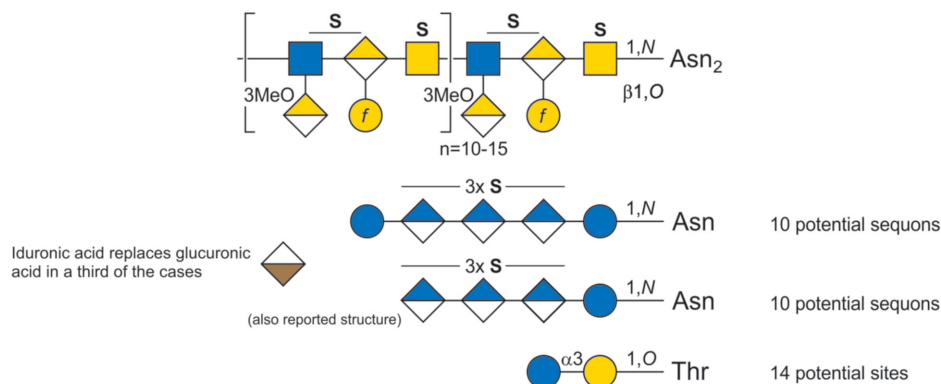 S S S S
1,N Asn2
3MeO f 3MeO f β1,O
n=10-15
3x S
1,N Asn 10 potential sequons
Iduronic acid replaces glucuronic
acid in a third of the cases
3x S
1,N Asn 10 potential sequons
(also reported structure)
α3 1,O Thr 14 potential sites